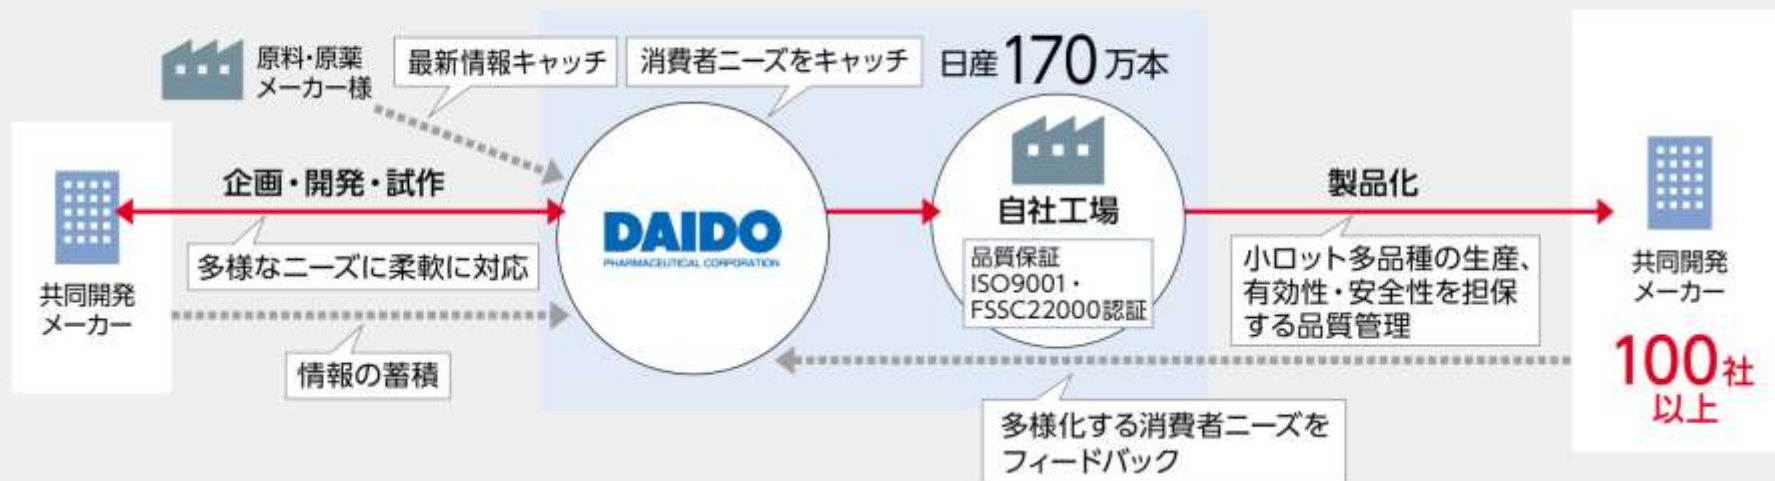 原料・原薬
メーカー様
最新情報キャッチ
消費者ニーズをキャッチ
日産170万本
企画・開発・試作
多様なニーズに柔軟に対応
共同開発
メーカー
情報の蓄積
DAIDO
PHARMACEUTICAL CORPORATION
自社工場
品質保証
ISO9001・
FSSC22000認証
製品化
小ロット多品種の生産、
有効性・安全性を担保
する品質管理
多様化する消費者ニーズを
フィードバック
共同開発
メーカー
100社
以上